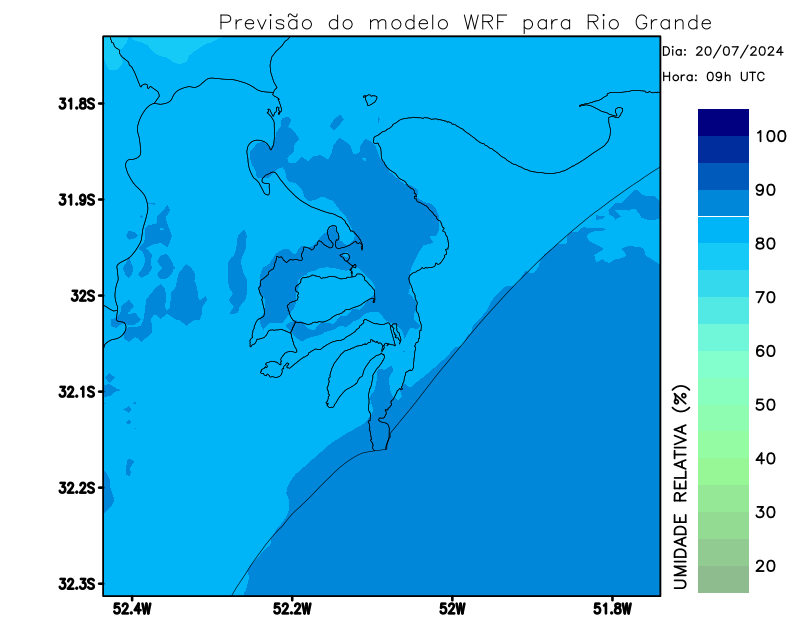 Previsão do modelo WRF para Rio Grande
Dia: 20/07/2024
Hora: 09h UTC
31.8S
31.9S
32S
32.1S
32.2S
32.3S
52.4W
52.2W
52W
51.8W
UMIDADE RELATIVA (%)
100
90
80
70
60
50
40
30
20